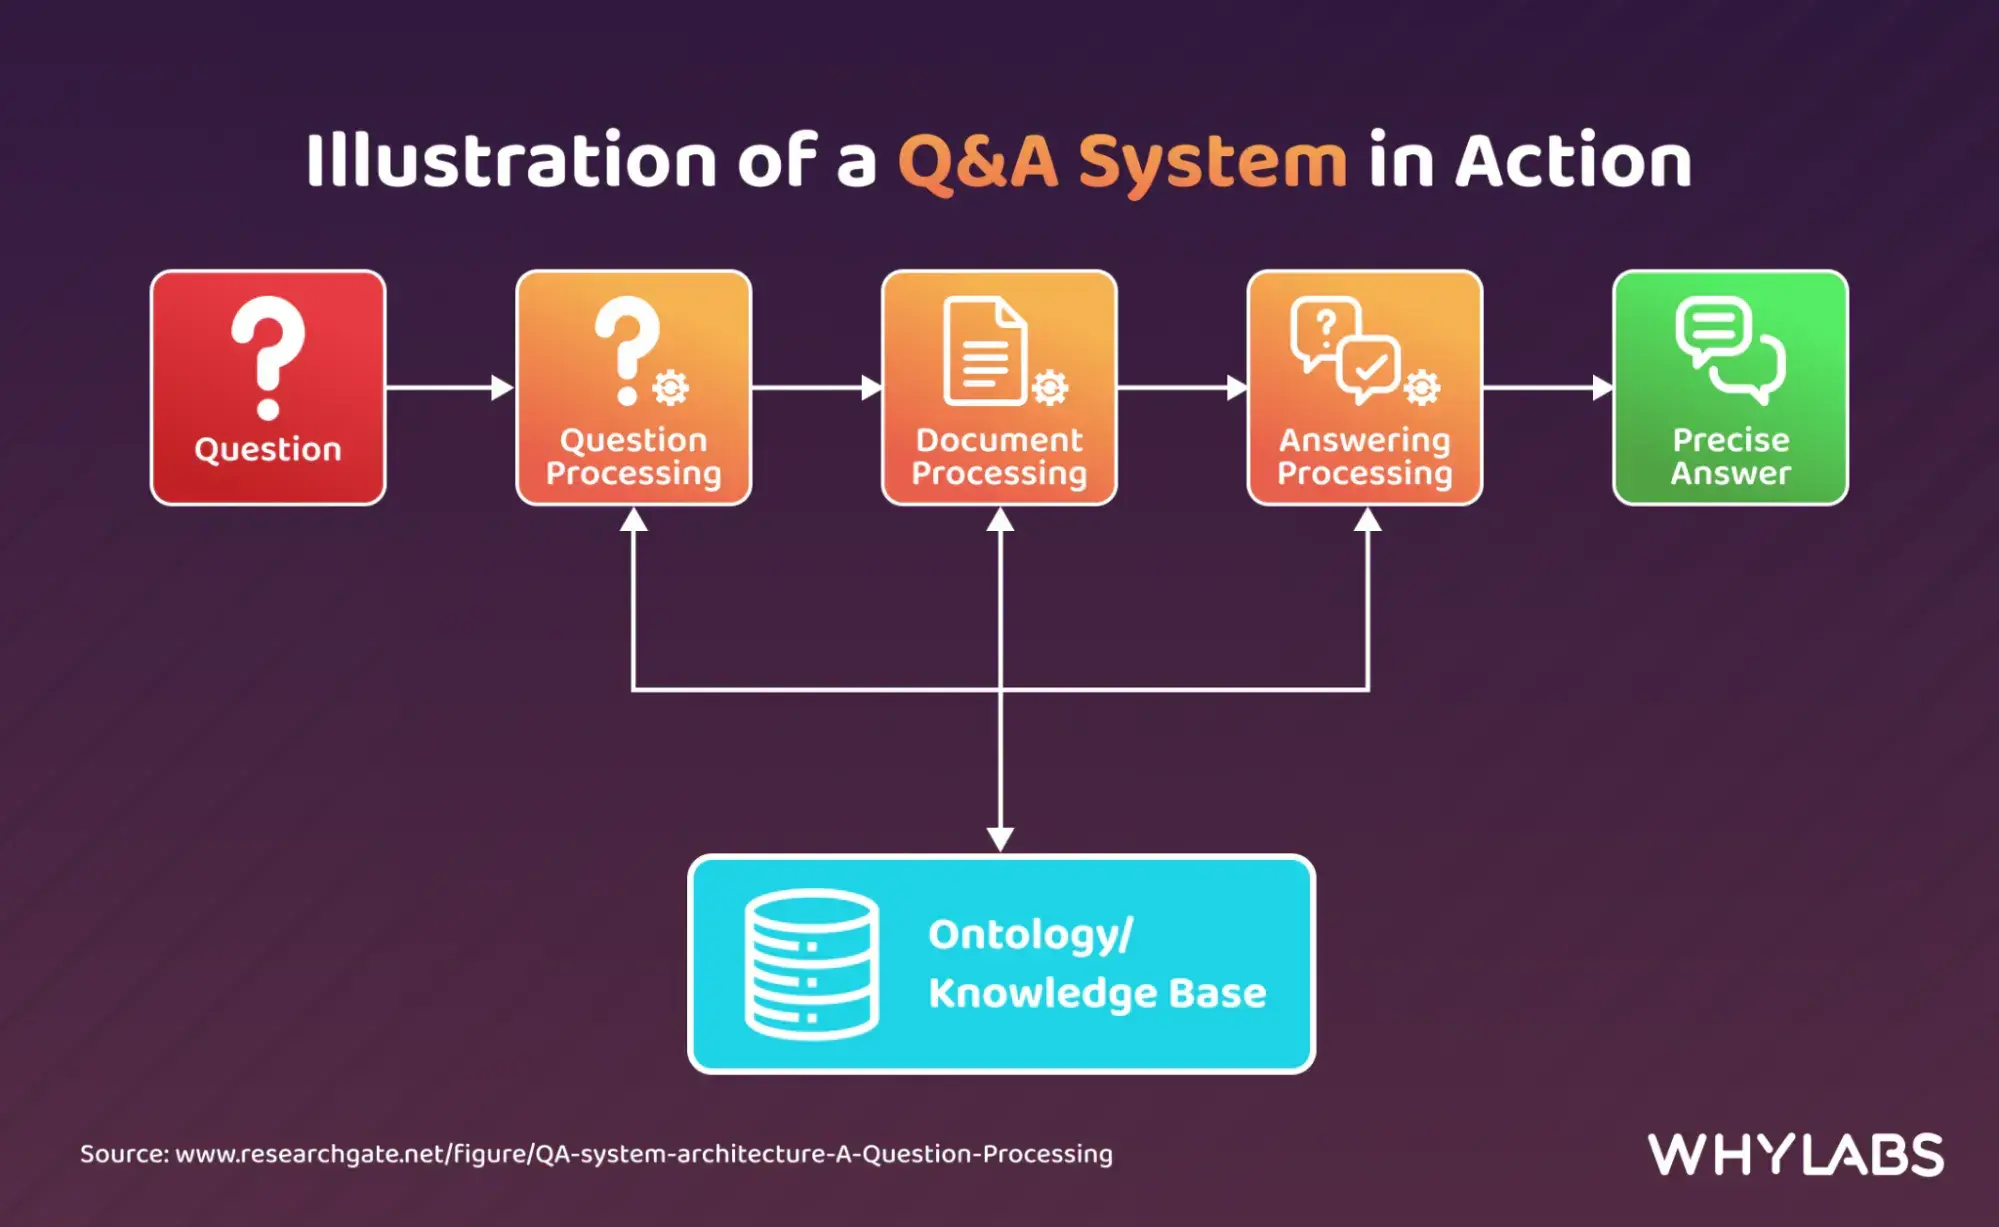 Illustration of a Q&A System in Action
Question
Question
Processing
Document
Processing
Answering
Processing
Precise
Answer
Ontology/
Knowledge Base
Source: www.researchgate.net/figure/QA-system-architecture-A-Question-Processing
WHYLABS